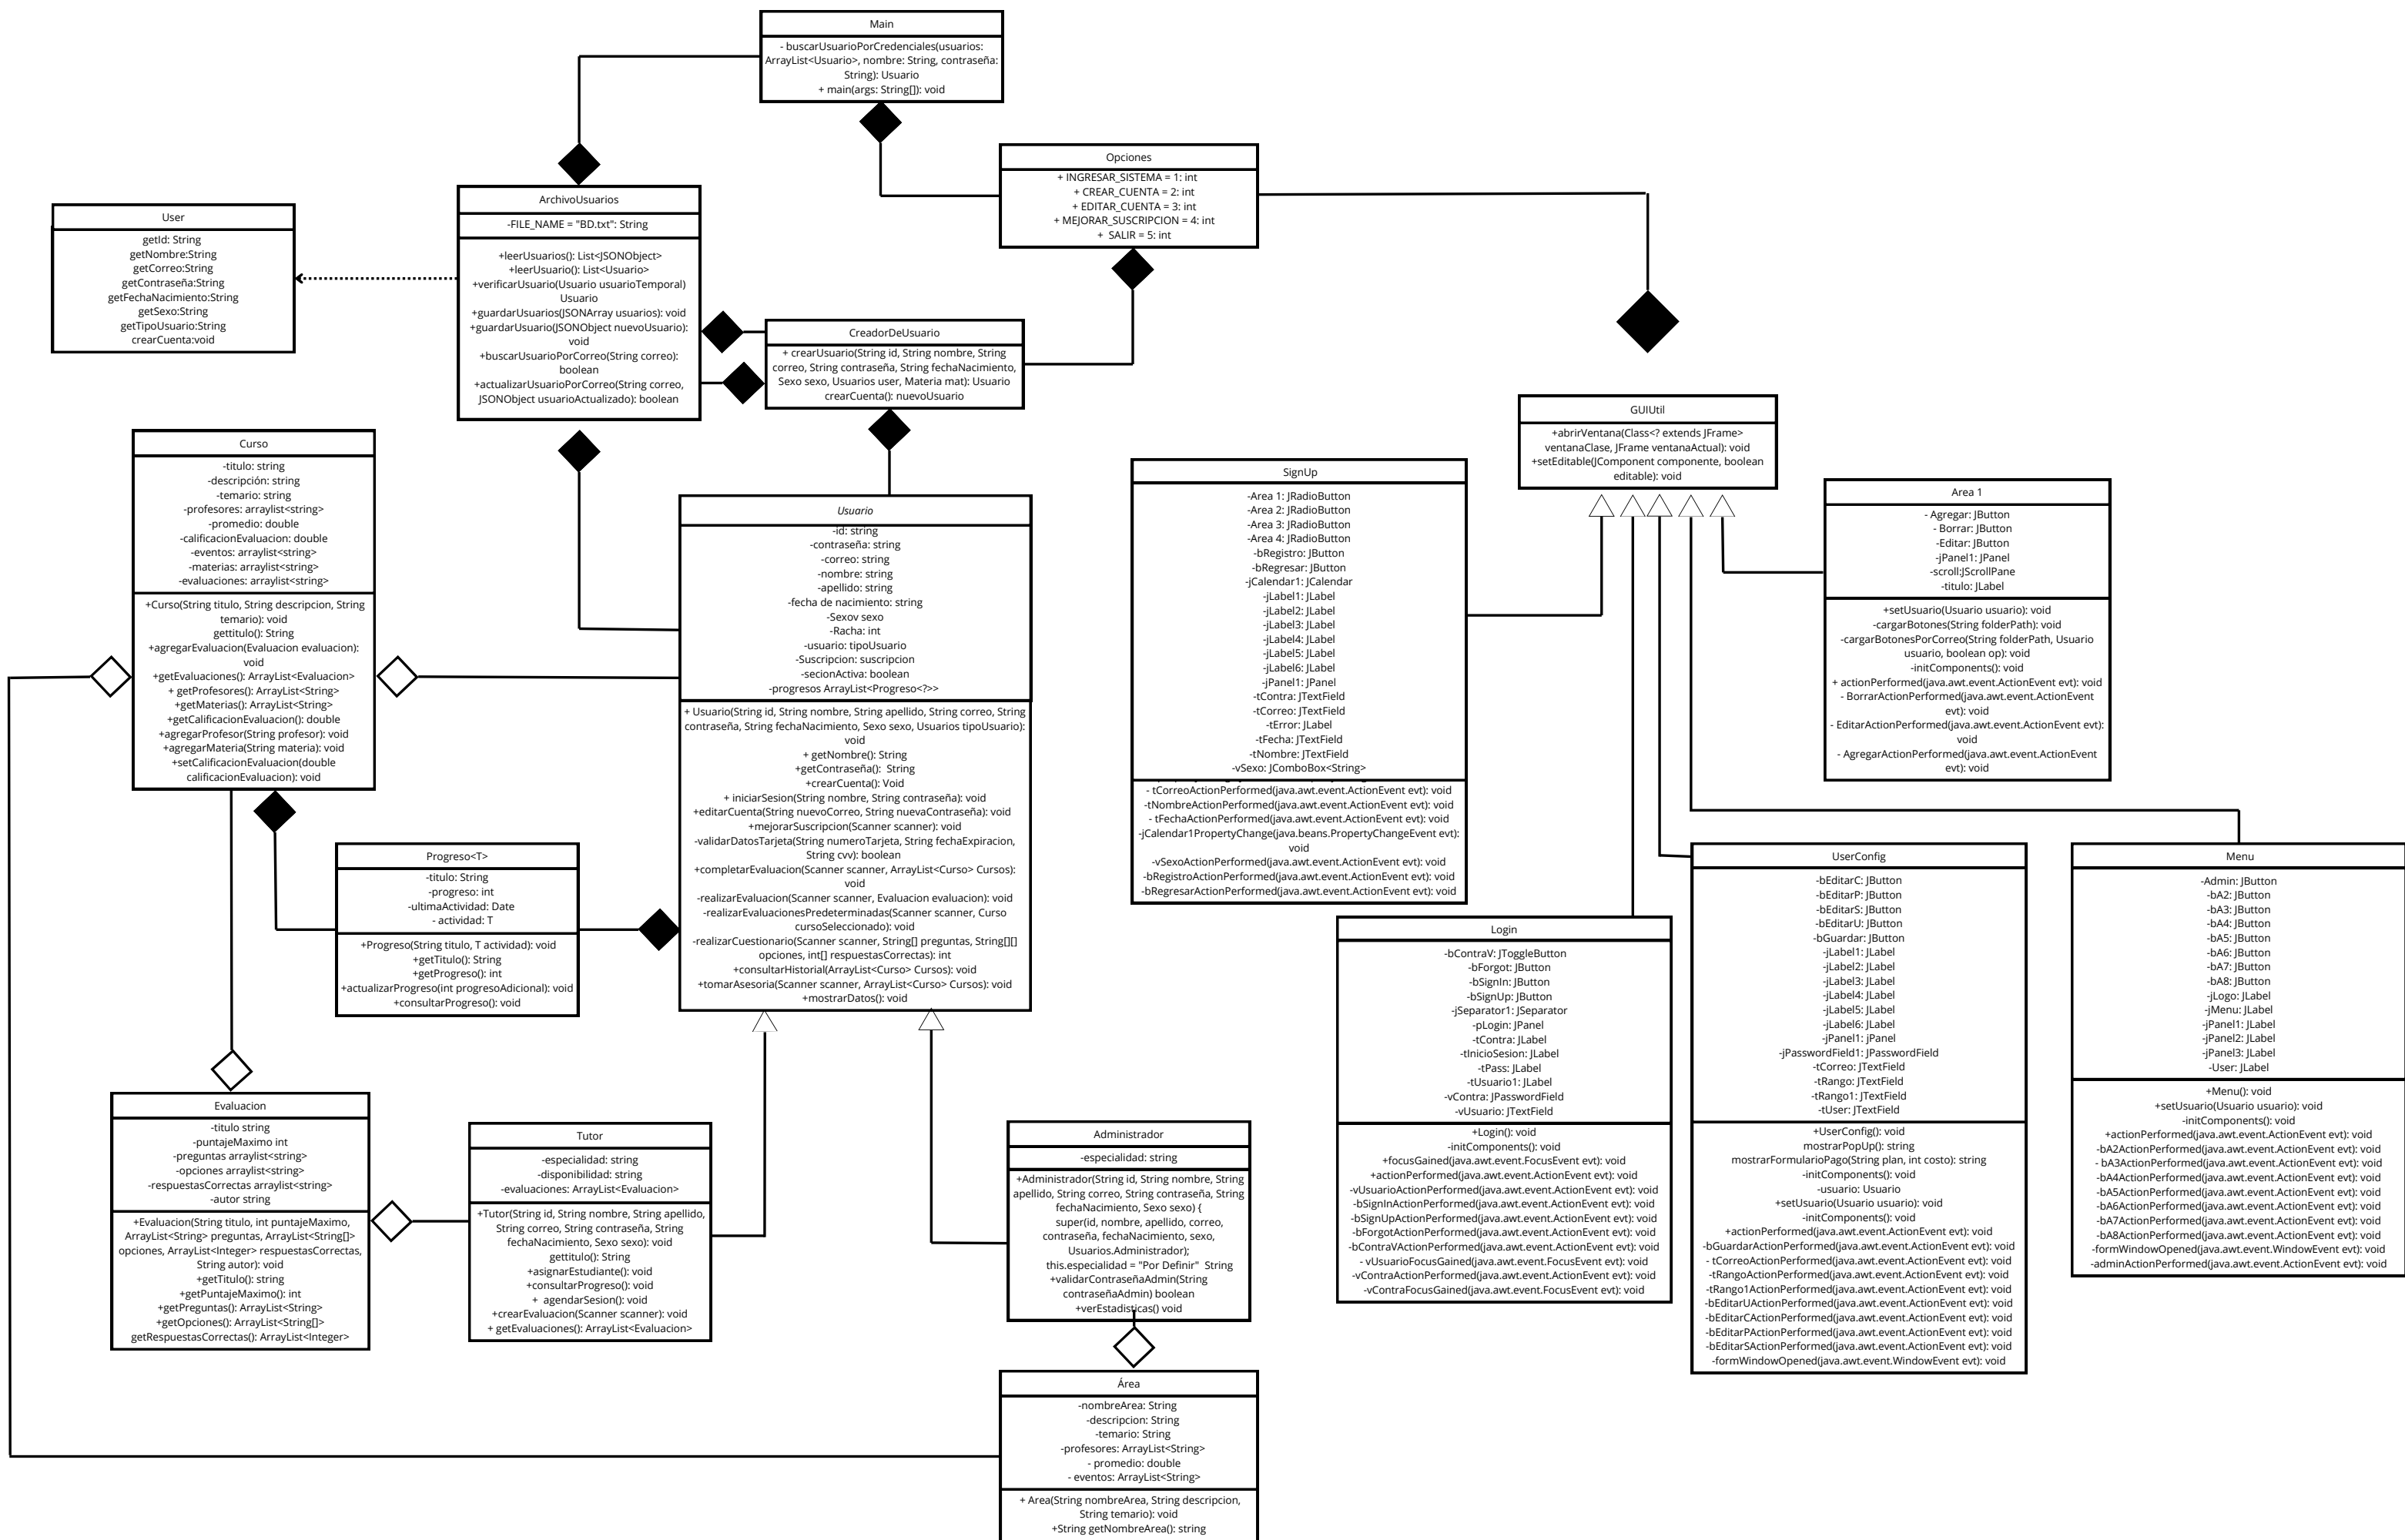 Main
- buscarUsuarioPorCredenciales(usuarios:
ArrayList<Usuario>, nombre: String, contraseña:
String): Usuario
+ main(args: String[]): void
Opciones
+ INGRESAR_SISTEMA = 1: int
+ CREAR_CUENTA = 2: int
+ EDITAR_CUENTA = 3: int
+ MEJORAR_SUSCRIPCION = 4: int
+ SALIR = 5: int
User
getId: String
getNombre:String
getCorreo:String
getContraseña:String
getFechaNacimiento:String
getSexo:String
getTipoUsuario:String
crearCuenta:void
ArchivoUsuarios
-FILE_NAME = "BD.txt": String
+leerUsuarios(): List<JSONObject>
+leerUsuario(): List<Usuario>
+verificarUsuario(Usuario usuarioTemporal)
Usuario
+guardarUsuarios(JSONArray usuarios): void
+guardarUsuario(JSONObject nuevoUsuario):
void
+buscarUsuarioPorCorreo(String correo):
boolean
+actualizarUsuarioPorCorreo(String correo,
JSONObject usuarioActualizado): boolean
CreadorDeUsuario
+ crearUsuario(String id, String nombre, String
correo, String contraseña, String fechaNacimiento,
Sexo sexo, Usuarios user, Materia mat): Usuario
crearCuenta(): nuevoUsuario
GUIUtil
+abrirVentana(Class<? extends JFrame>
ventanaClase, JFrame ventanaActual): void
+setEditable(JComponent componente, boolean
editable): void
Curso
-titulo: string
-descripción: string
-temario: string
-profesores: arraylist<string>
-promedio: double
-calificacionEvaluacion: double
-eventos: arraylist<string>
-materias: arraylist<string>
-evaluaciones: arraylist<string>
+Curso(String titulo, String descripcion, String
temario): void
gettitulo(): String
+agregarEvaluacion(Evaluacion evaluacion):
void
+getEvaluaciones(): ArrayList<Evaluacion>
+ getProfesores(): ArrayList<String>
+getMaterias(): ArrayList<String>
+getCalificacionEvaluacion(): double
+agregarProfesor(String profesor): void
+agregarMateria(String materia): void
+setCalificacionEvaluacion(double
calificacionEvaluacion): void
Usuario
-id: string
-contraseña: string
-correo: string
-nombre: string
-apellido: string
-fecha de nacimiento: string
-Sexov sexo
-Racha: int
-usuario: tipoUsuario
-Suscripcion: suscripcion
-secionActiva: boolean
-progresos ArrayList<Progreso<?>>
+ Usuario(String id, String nombre, String apellido, String correo, String
contraseña, String fechaNacimiento, Sexo sexo, Usuarios tipoUsuario):
void
+ getNombre(): String
+getContraseña(): String
+crearCuenta(): Void
+ iniciarSesion(String nombre, String contraseña): void
+editarCuenta(String nuevoCorreo, String nuevaContraseña): void
+mejorarSuscripcion(Scanner scanner): void
-validarDatosTarjeta(String numeroTarjeta, String fechaExpiracion,
String cvv): boolean
+completarEvaluacion(Scanner scanner, ArrayList<Curso> Cursos):
void
-realizarEvaluacion(Scanner scanner, Evaluacion evaluacion): void
-realizarEvaluacionesPredeterminadas(Scanner scanner, Curso
cursoSeleccionado): void
-realizarCuestionario(Scanner scanner, String[] preguntas, String[][]
opciones, int[] respuestasCorrectas): int
+consultarHistorial(ArrayList<Curso> Cursos): void
+tomarAsesoria(Scanner scanner, ArrayList<Curso> Cursos): void
+mostrarDatos(): void
SignUp
-Area 1: JRadioButton
-Area 2: JRadioButton
-Area 3: JRadioButton
-Area 4: JRadioButton
-bRegistro: JButton
-bRegresar: JButton
-jCalendar1: JCalendar
-jLabel1: JLabel
-jLabel2: JLabel
-jLabel3: JLabel
-jLabel4: JLabel
-jLabel5: JLabel
-jLabel6: JLabel
-jPanel1: JPanel
-tContra: JTextField
-tCorreo: JTextField
-tError: JLabel
-tFecha: JTextField
-tNombre: JTextField
-vSexo: JComboBox<String>
- tCorreoActionPerformed(java.awt.event.ActionEvent evt): void
-tNombreActionPerformed(java.awt.event.ActionEvent evt): void
- tFechaActionPerformed(java.awt.event.ActionEvent evt): void
-jCalendar1PropertyChange(java.beans.PropertyChangeEvent evt):
void
-vSexoActionPerformed(java.awt.event.ActionEvent evt): void
-bRegistroActionPerformed(java.awt.event.ActionEvent evt): void
-bRegresarActionPerformed(java.awt.event.ActionEvent evt): void
Area 1
- Agregar: JButton
- Borrar: JButton
-Editar: JButton
-jPanel1: JPanel
-scroll:JScrollPane
-titulo: JLabel
+setUsuario(Usuario usuario): void
-cargarBotones(String folderPath): void
-cargarBotonesPorCorreo(String folderPath, Usuario
usuario, boolean op): void
-initComponents(): void
+ actionPerformed(java.awt.event.ActionEvent evt): void
- BorrarActionPerformed(java.awt.event.ActionEvent
evt): void
- EditarActionPerformed(java.awt.event.ActionEvent evt):
void
- AgregarActionPerformed(java.awt.event.ActionEvent
evt): void
Progreso<T>
-titulo: String
-progreso: int
-ultimaActividad: Date
- actividad: T
+Progreso(String titulo, T actividad): void
+getTitulo(): String
+getProgreso(): int
+actualizarProgreso(int progresoAdicional): void
+consultarProgreso(): void
Login
-bContraV: JToggleButton
-bForgot: JButton
-bSignIn: JButton
-bSignUp: JButton
-jSeparator1: JSeparator
-pLogin: JPanel
-tContra: JLabel
-tInicioSesion: JLabel
-tPass: JLabel
-tUsuario1: JLabel
-vContra: JPasswordField
-vUsuario: JTextField
+Login(): void
-initComponents(): void
+focusGained(java.awt.event.FocusEvent evt): void
+actionPerformed(java.awt.event.ActionEvent evt): void
-vUsuarioActionPerformed(java.awt.event.ActionEvent evt): void
-bSignInActionPerformed(java.awt.event.ActionEvent evt): void
-bSignUpActionPerformed(java.awt.event.ActionEvent evt): void
-bForgotActionPerformed(java.awt.event.ActionEvent evt): void
-bContraVActionPerformed(java.awt.event.ActionEvent evt): void
- vUsuarioFocusGained(java.awt.event.FocusEvent evt): void
-vContraActionPerformed(java.awt.event.ActionEvent evt): void
-vContraFocusGained(java.awt.event.FocusEvent evt): void
UserConfig
-bEditarC: JButton
-bEditarP: JButton
-bEditarS: JButton
-bEditarU: JButton
-bGuardar: JButton
-jLabel1: JLabel
-jLabel2: JLabel
-jLabel3: JLabel
-jLabel4: JLabel
-jLabel5: JLabel
-jLabel6: JLabel
-jPanel1: jPanel
-jPasswordField1: JPasswordField
-tCorreo: JTextField
-tRango: JTextField
-tRango1: JTextField
-tUser: JTextField
+UserConfig(): void
mostrarPopUp(): string
mostrarFormularioPago(String plan, int costo): string
-initComponents(): void
-usuario: Usuario
+setUsuario(Usuario usuario): void
-initComponents(): void
+actionPerformed(java.awt.event.ActionEvent evt): void
-bGuardarActionPerformed(java.awt.event.ActionEvent evt): void
- tCorreoActionPerformed(java.awt.event.ActionEvent evt): void
-tRangoActionPerformed(java.awt.event.ActionEvent evt): void
-tRango1ActionPerformed(java.awt.event.ActionEvent evt): void
-bEditarUActionPerformed(java.awt.event.ActionEvent evt): void
-bEditarCActionPerformed(java.awt.event.ActionEvent evt): void
-bEditarPActionPerformed(java.awt.event.ActionEvent evt): void
-bEditarSActionPerformed(java.awt.event.ActionEvent evt): void
-formWindowOpened(java.awt.event.WindowEvent evt): void
Menu
-Admin: JButton
-bA2: JButton
-bA3: JButton
-bA4: JButton
-bA5: JButton
-bA6: JButton
-bA7: JButton
-bA8: JButton
-jLogo: JLabel
-jMenu: JLabel
-jPanel1: JLabel
-jPanel2: JLabel
-jPanel3: JLabel
-User: JLabel
+Menu(): void
+setUsuario(Usuario usuario): void
-initComponents(): void
+actionPerformed(java.awt.event.ActionEvent evt): void
-bA2ActionPerformed(java.awt.event.ActionEvent evt): void
- bA3ActionPerformed(java.awt.event.ActionEvent evt): void
-bA4ActionPerformed(java.awt.event.ActionEvent evt): void
-bA5ActionPerformed(java.awt.event.ActionEvent evt): void
-bA6ActionPerformed(java.awt.event.ActionEvent evt): void
-bA7ActionPerformed(java.awt.event.ActionEvent evt): void
-bA8ActionPerformed(java.awt.event.ActionEvent evt): void
-formWindowOpened(java.awt.event.WindowEvent evt): void
-adminActionPerformed(java.awt.event.ActionEvent evt): void
Evaluacion
-titulo string
-puntajeMaximo int
-preguntas arraylist<string>
-opciones arraylist<string>
-respuestasCorrectas arraylist<string>
-autor string
+Evaluacion(String titulo, int puntajeMaximo,
ArrayList<String> preguntas, ArrayList<String[]>
opciones, ArrayList<Integer> respuestasCorrectas,
String autor): void
+getTitulo(): string
+getPuntajeMaximo(): int
+getPreguntas(): ArrayList<String>
+getOpciones(): ArrayList<String[]>
getRespuestasCorrectas(): ArrayList<Integer>
Tutor
-especialidad: string
-disponibilidad: string
-evaluaciones: ArrayList<Evaluacion>
+Tutor(String id, String nombre, String apellido,
String correo, String contraseña, String
fechaNacimiento, Sexo sexo): void
gettitulo(): String
+asignarEstudiante(): void
+consultarProgreso(): void
+ agendarSesion(): void
+crearEvaluacion(Scanner scanner): void
+ getEvaluaciones(): ArrayList<Evaluacion>
Administrador
-especialidad: string
+Administrador(String id, String nombre, String
apellido, String correo, String contraseña, String
fechaNacimiento, Sexo sexo) {
super(id, nombre, apellido, correo,
contraseña, fechaNacimiento, sexo,
Usuarios.Administrador);
this.especialidad = "Por Definir" String
+validarContraseñaAdmin(String
contraseñaAdmin) boolean
+verEstadisticas() void
Área
-nombreArea: String
-descripcion: String
-temario: String
-profesores: ArrayList<String>
- promedio: double
- eventos: ArrayList<String>
+ Area(String nombreArea, String descripcion,
String temario): void
+String getNombreArea(): string